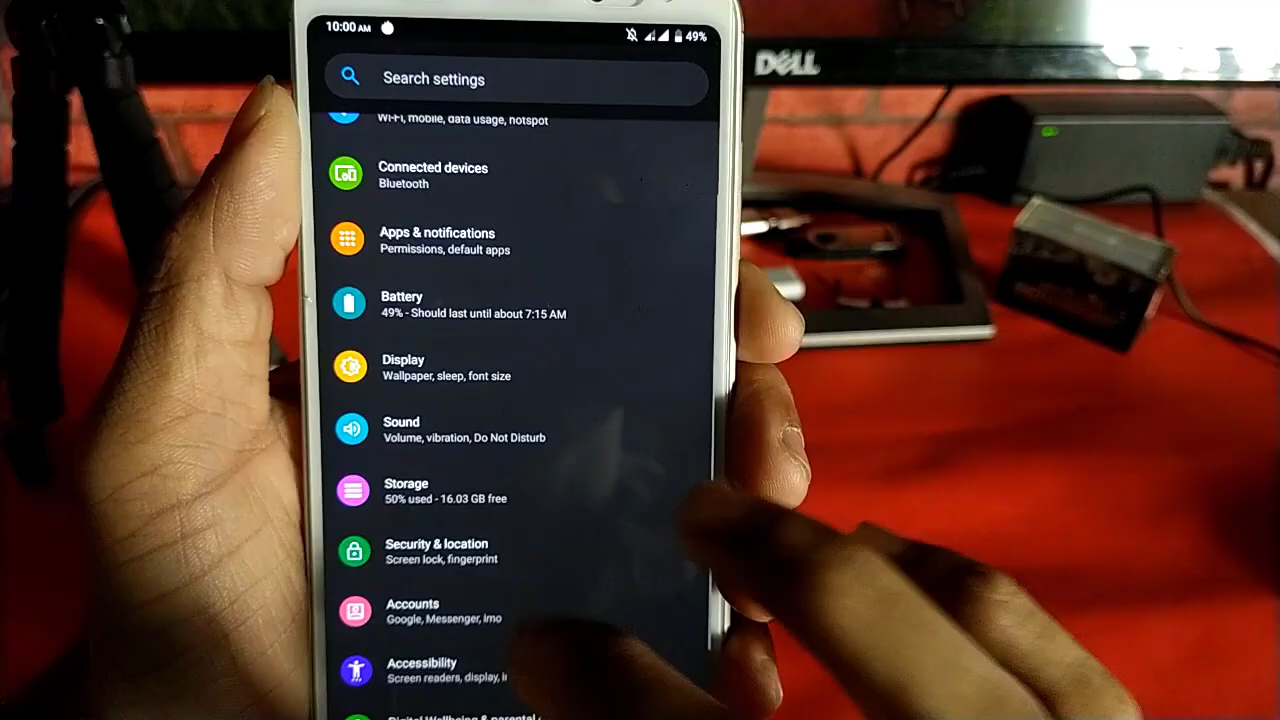 10:00 AM
49%
DELL
Search settings
Wi-Fi, mobile, data usage, hotspot
Connected devices
Bluetooth
Apps & notifications
Permissions, default apps
Battery
49% - Should last until about 7:15 AM
Display
Wallpaper, sleep, font size
Sound
Volume, vibration, Do Not Disturb
Storage
50% used - 16.03 GB free
Security & location
Screen lock, fingerprint
Accounts
Google, Messenger, imo
Accessibility
Screen readers, display,
Digital Wellbeing & parental